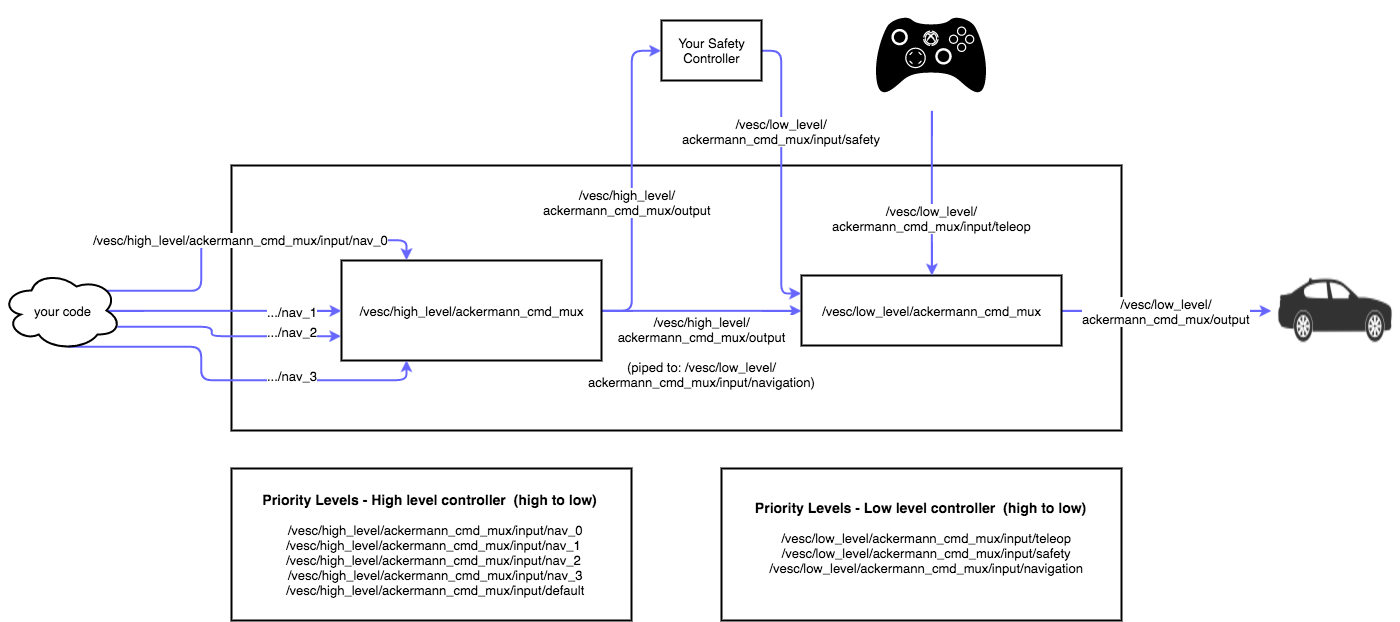 Your Safety
Controller
/vesc/low_level/
ackermann_cmd_mux/input/safety
/vesc/high_level/
ackermann_cmd_mux/output
/vesc/low_level/
ackermann_cmd_mux/input/teleop
/vesc/high_level/ackermann_cmd_mux/input/nav_0
your code
.../nav_1
.../nav_2
.../nav_3
/vesc/high_level/ackermann_cmd_mux
/vesc/high_level/
ackermann_cmd_mux/output
(piped to: /vesc/low_level/
ackermann_cmd_mux/input/navigation)
/vesc/low_level/ackermann_cmd_mux
/vesc/low_level/
ackermann_cmd_mux/output
Priority Levels - High level controller (high to low)
/vesc/high_level/ackermann_cmd_mux/input/nav_0
/vesc/high_level/ackermann_cmd_mux/input/nav_1
/vesc/high_level/ackermann_cmd_mux/input/nav_2
/vesc/high_level/ackermann_cmd_mux/input/nav_3
/vesc/high_level/ackermann_cmd_mux/input/default
Priority Levels - Low level controller (high to low)
/vesc/low_level/ackermann_cmd_mux/input/teleop
/vesc/low_level/ackermann_cmd_mux/input/safety
/vesc/low_level/ackermann_cmd_mux/input/navigation